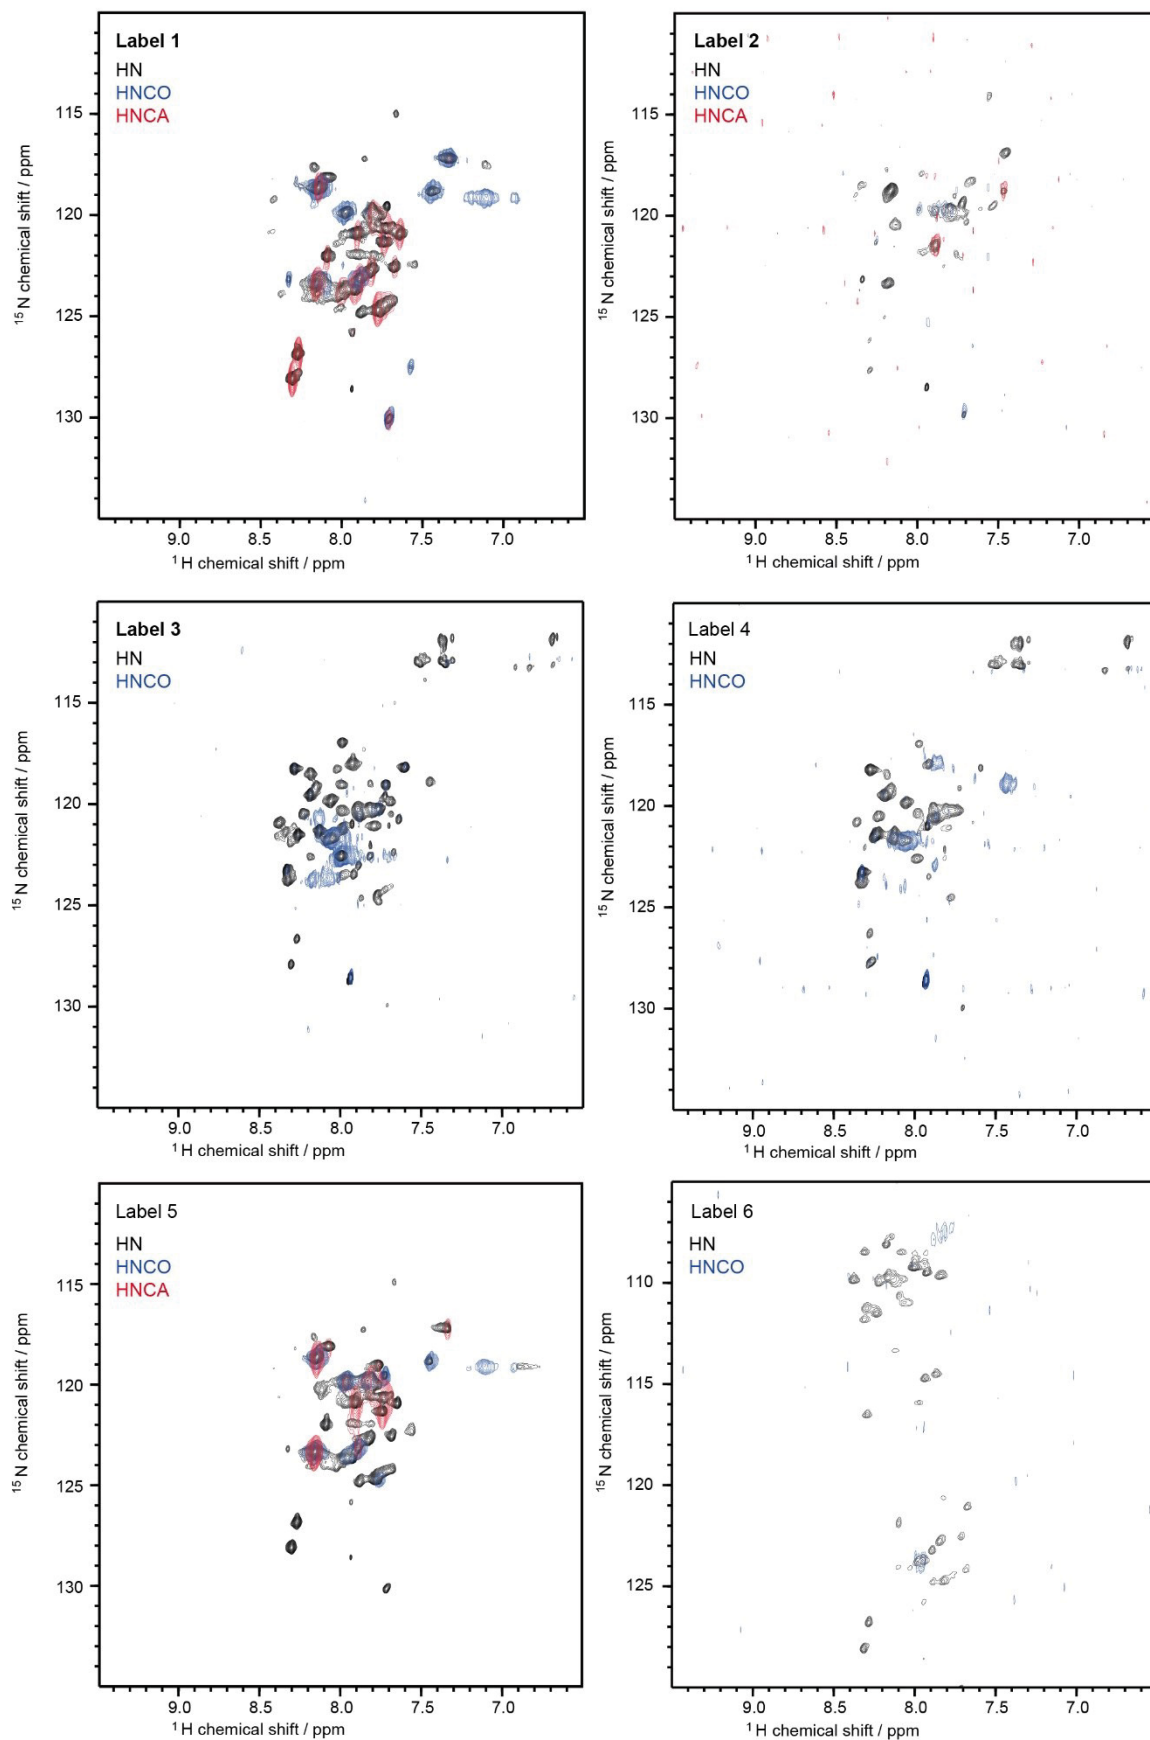 Label 1
HN
HNCO
HNCA
115
120
125
130
15N chemical shift / ppm
9.0 8.5 8.0 7.5 7.0
1H chemical shift / ppm
Label 2
HN
HNCO
HNCA
115
120
125
130
15N chemical shift / ppm
9.0 8.5 8.0 7.5 7.0
1H chemical shift / ppm
Label 3
HN
HNCO
115
120
125
130
15N chemical shift / ppm
9.0 8.5 8.0 7.5 7.0
1H chemical shift / ppm
Label 4
HN
HNCO
115
120
125
130
15N chemical shift / ppm
9.0 8.5 8.0 7.5 7.0
1H chemical shift / ppm
Label 5
HN
HNCO
HNCA
115
120
125
130
15N chemical shift / ppm
9.0 8.5 8.0 7.5 7.0
1H chemical shift / ppm
Label 6
HN
HNCO
110
115
120
125
15N chemical shift / ppm
9.0 8.5 8.0 7.5 7.0
1H chemical shift / ppm